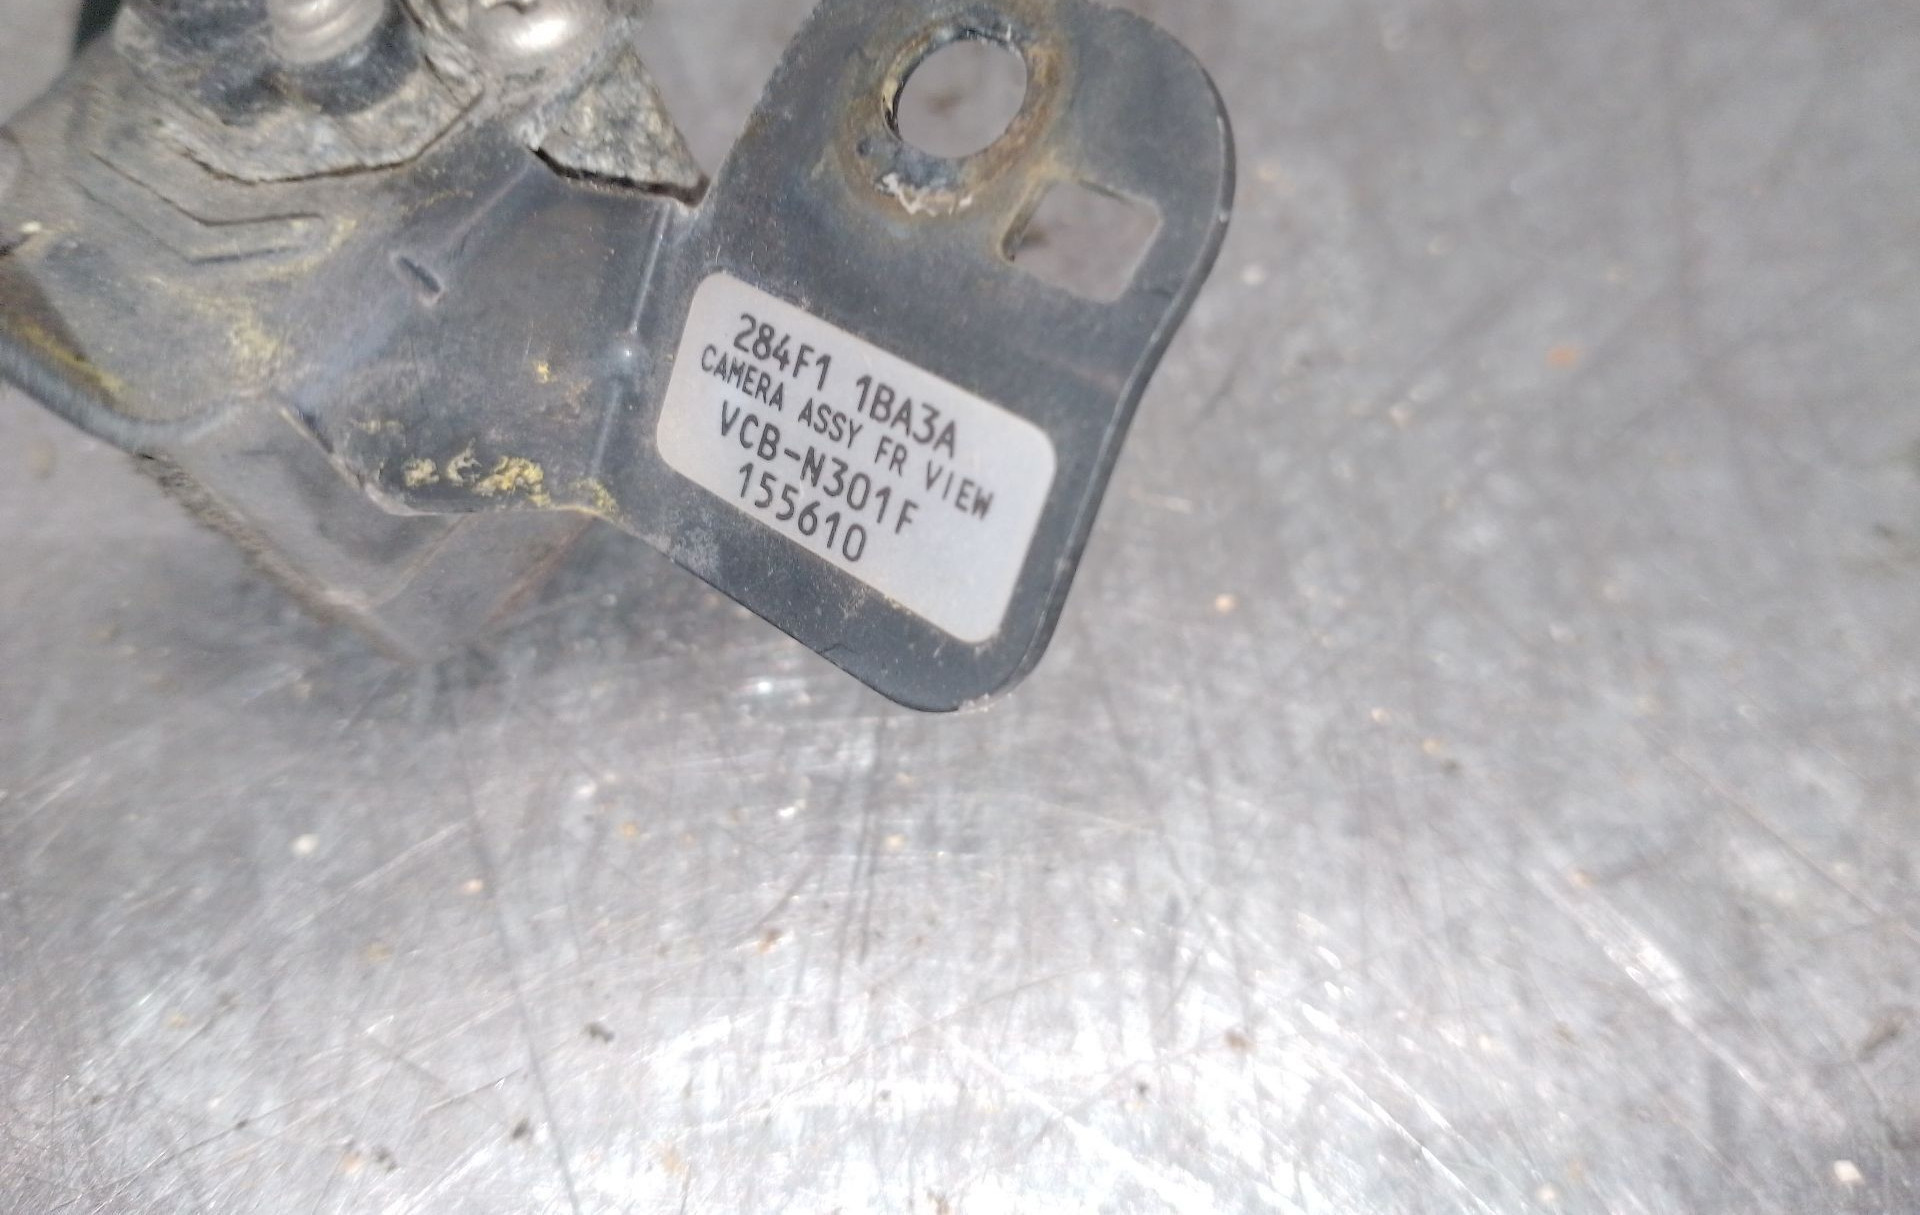 284F1 1BA3A
CAMERA ASSY FR VIEW
VCB-N301F
155610